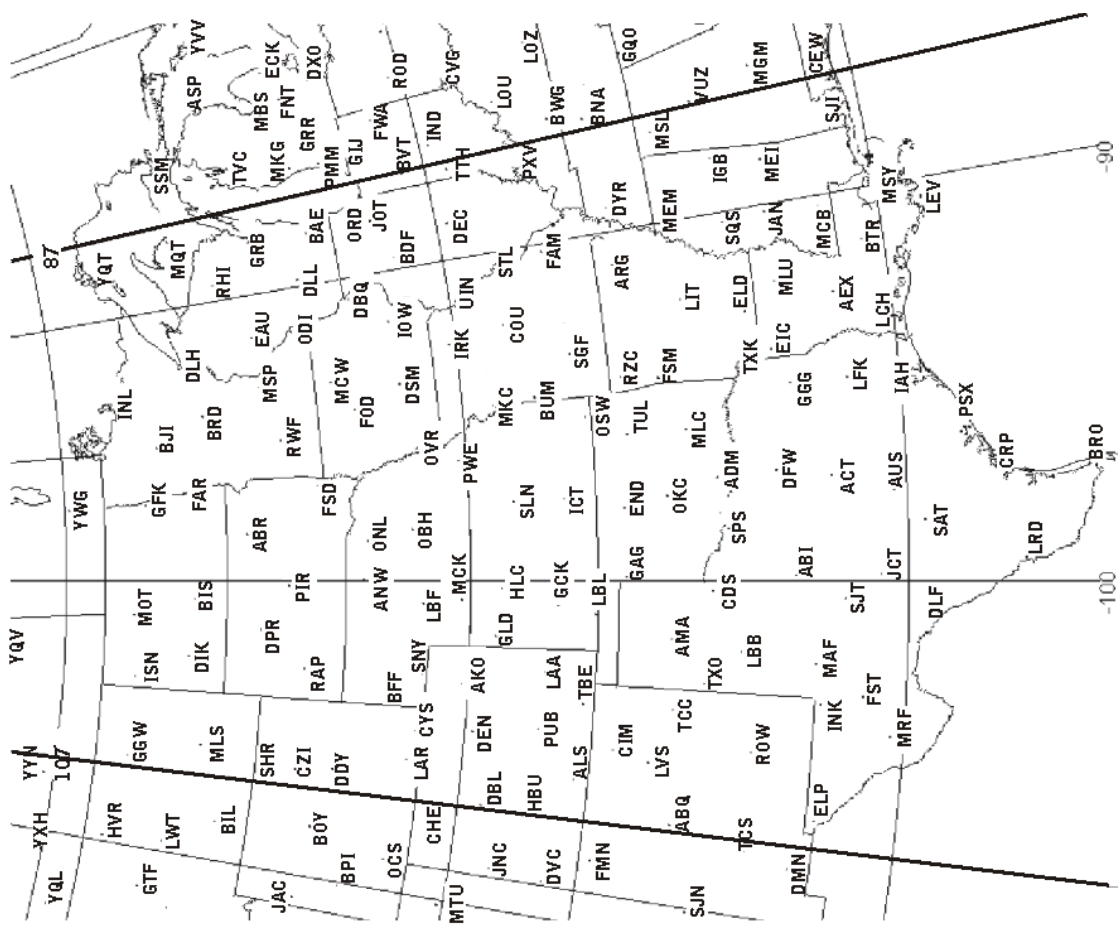 YQV
YYN
107
YXH
YQL
YWG
87
YQT
INL
SSM
YVV
HVR
GGW
ISN
MOT
GFK
BJI
GTF
LWT
BIL
MLS
DIK
BIS
FAR
BRD
DLH
MQT
ASP
RHI
TVC
GRB
MBS
ECK
JAC
BOY
SHR
CZI
DPR
RAP
PIR
ABR
FSD
RWF
MSP
EAU
ODI
DLL
BAE
MKG
GRR
FNT
DXO
BPI
DDY
OCS
BFF
ANW
ONL
MCW
FOD
DBQ
ORD
PMM
GIJ
FWA
ROD
MTU
CHE
LAR
CYS
SNY
LBF
OBH
OVR
DSM
IOW
BDF
JOT
BVT
IND
CVG
JNC
DBL
DEN
AKO
GLD
MCK
HLC
PWE
IRK
UIN
DEC
TTH
LOU
LOZ
DVC
HBU
PUB
LAA
GCK
SLN
MKC
COU
STL
PXV
FMN
ALS
TBE
LBL
ICT
BUM
SGF
FAM
BWG
CIM
GAG
END
OSW
TUL
RZC
ARG
DYR
BNA
GQO
SJN
ABQ
LVS
TCC
AMA
OKC
MLC
FSM
LIT
MEM
MSL
VUZ
TCS
ROW
TXO
LBB
CDS
SPS
ADM
TXK
ELD
SQS
IGB
MGM
DMN
ELP
INK
MAF
ABI
DFW
GGG
EIC
MLU
JAN
MEI
FST
SJT
ACT
LFK
AEX
MCB
SJI
CEW
MRF
JCT
AUS
IAH
LCH
BTR
MSY
LEV
DLF
SAT
PSX
CRP
LRD
BRO
-100
-90